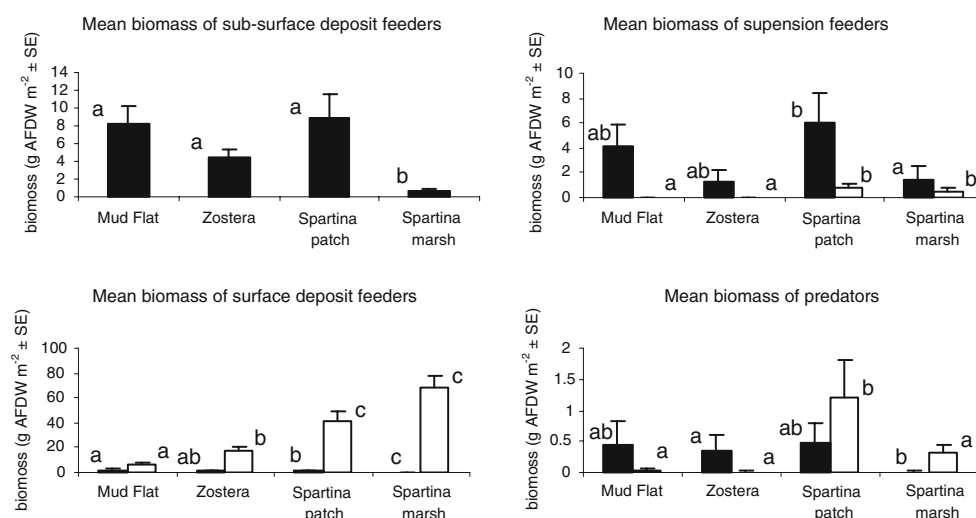 Mean biomass of sub-surface deposit feeders
biomoss (g AFDW m⁻² ± SE)
14
12
10
8
6
4
2
0
a
a
a
b
Mud Flat
Zostera
Spartina
patch
Spartina
marsh
Mean biomass of supension feeders
biomoss (g AFDW m⁻² ± SE)
10
8
6
4
2
0
ab
a
ab
a
b
b
a
b
Mud Flat
Zostera
Spartina
patch
Spartina
marsh
Mean biomass of surface deposit feeders
biomoss (g AFDW m⁻² ± SE)
100
80
60
40
20
0
a
a
ab
b
b
c
c
c
Mud Flat
Zostera
Spartina
patch
Spartina
marsh
Mean biomass of predators
biomoss (g AFDW m⁻² ± SE)
2
1.5
1
0.5
0
ab
a
a
a
ab
b
b
a
Mud Flat
Zostera
Spartina
patch
Spartina
marsh